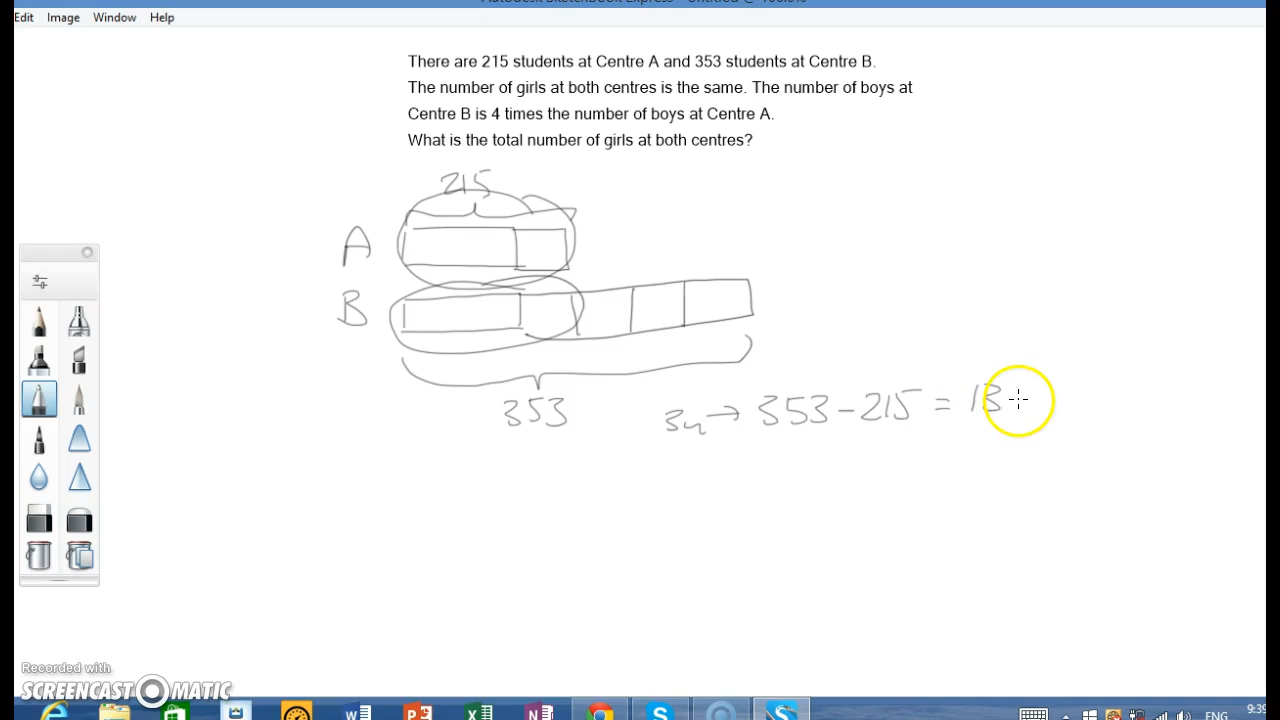 Edit Image Window Help
There are 215 students at Centre A and 353 students at Centre B.
The number of girls at both centres is the same. The number of boys at
Centre B is 4 times the number of boys at Centre A.
What is the total number of girls at both centres?
215
A
B
353
3u → 353 - 215 = 13
Recorded with
SCREENCAST MATIC
ENG
9:39